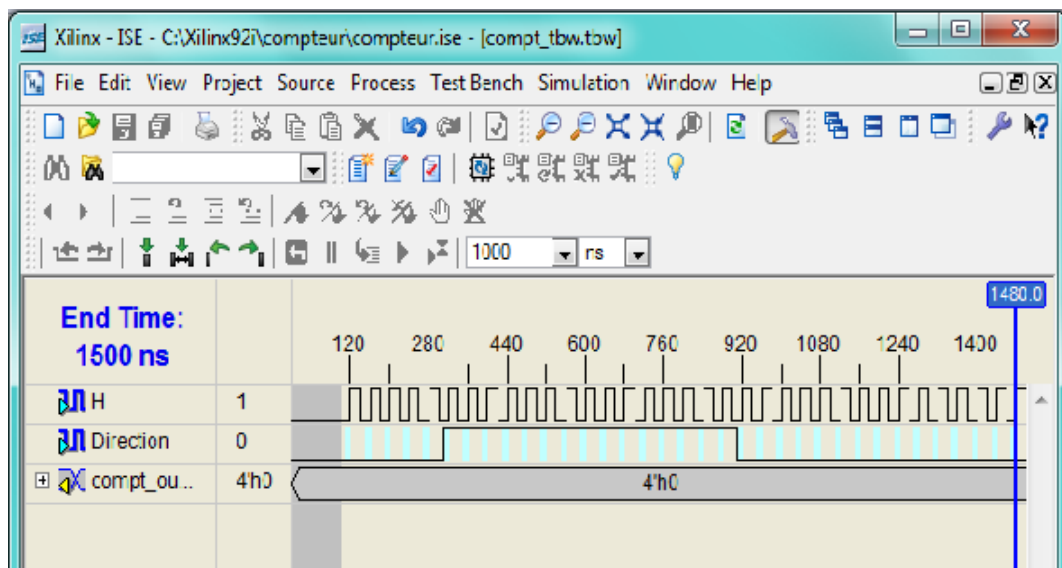 ISE Xilinx - ISE - C:\Xilinx92i\compteur\compteur.ise - [compt_tbw.tbw]
File Edit View Project Source Process Test Bench Simulation Window Help
1000 ns
1480.0
End Time:
1500 ns
120 280 440 600 760 920 1080 1240 1400
H 1
Direction 0
compt_ou... 4'h0 4'h0